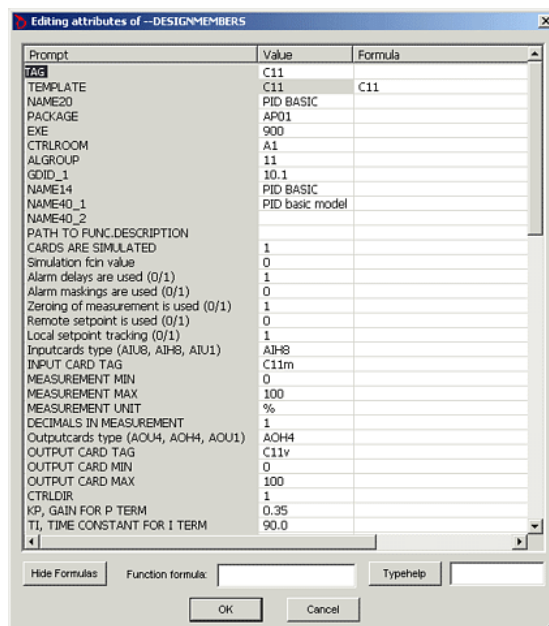 Editing attributes of --DESIGNMEMBERS
Prompt Value Formula
TAG C11
TEMPLATE C11 C11
NAME20 PID BASIC
PACKAGE AP01
EXE 900
CTRLROOM A1
ALGROUP 11
GDID_1 10.1
NAME14 PID BASIC
NAME40_1 PID basic model
NAME40_2
PATH TO FUNC.DESCRIPTION
CARDS ARE SIMULATED 1
Simulation fcin value 0
Alarm delays are used (0/1) 1
Alarm maskings are used (0/1) 0
Zeroing of measurement is used (0/1) 1
Remote setpoint is used (0/1) 0
Local setpoint tracking (0/1) 1
Inputcards type (AIU8, AIH8, AIU1) AIH8
INPUT CARD TAG C11m
MEASUREMENT MIN 0
MEASUREMENT MAX 100
MEASUREMENT UNIT %
DECIMALS IN MEASUREMENT 1
Outputcards type (AOU4, AOH4, AOU1) AOH4
OUTPUT CARD TAG C11v
OUTPUT CARD MIN 0
OUTPUT CARD MAX 100
CTRLDIR 1
KP, GAIN FOR P TERM 0.35
TI, TIME CONSTANT FOR I TERM 90.0
Hide Formulas Function formula: Typehelp
OK Cancel